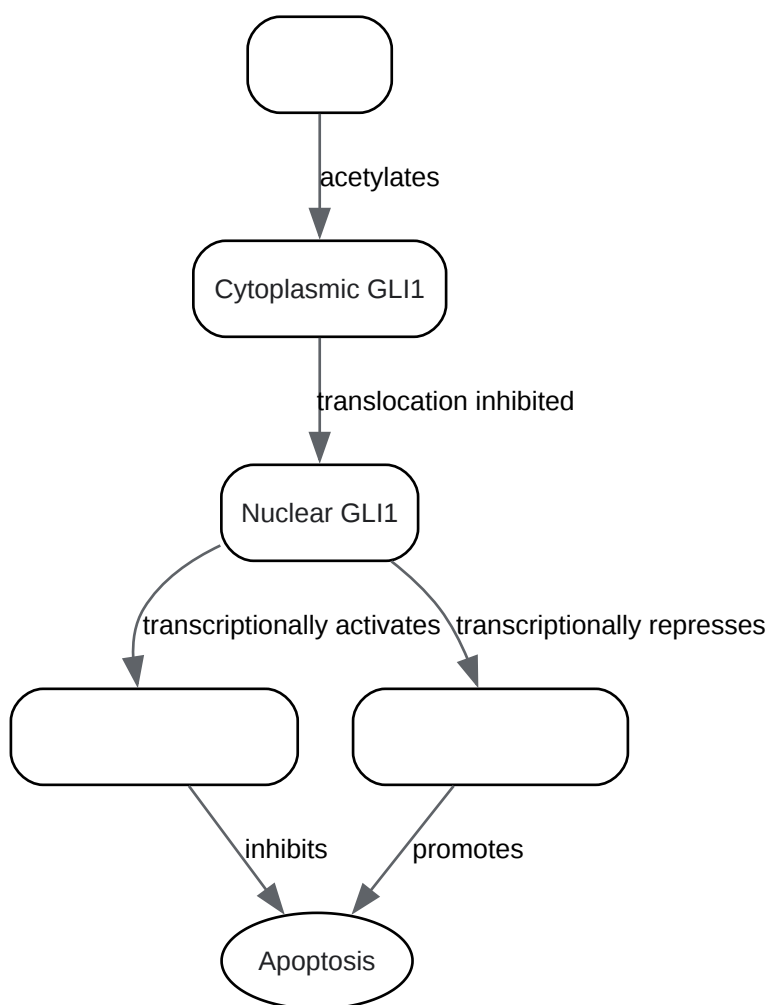 acetylates
Cytoplasmic GLI1
translocation inhibited
Nuclear GLI1
transcriptionally activates
transcriptionally represses
inhibits
promotes
Apoptosis